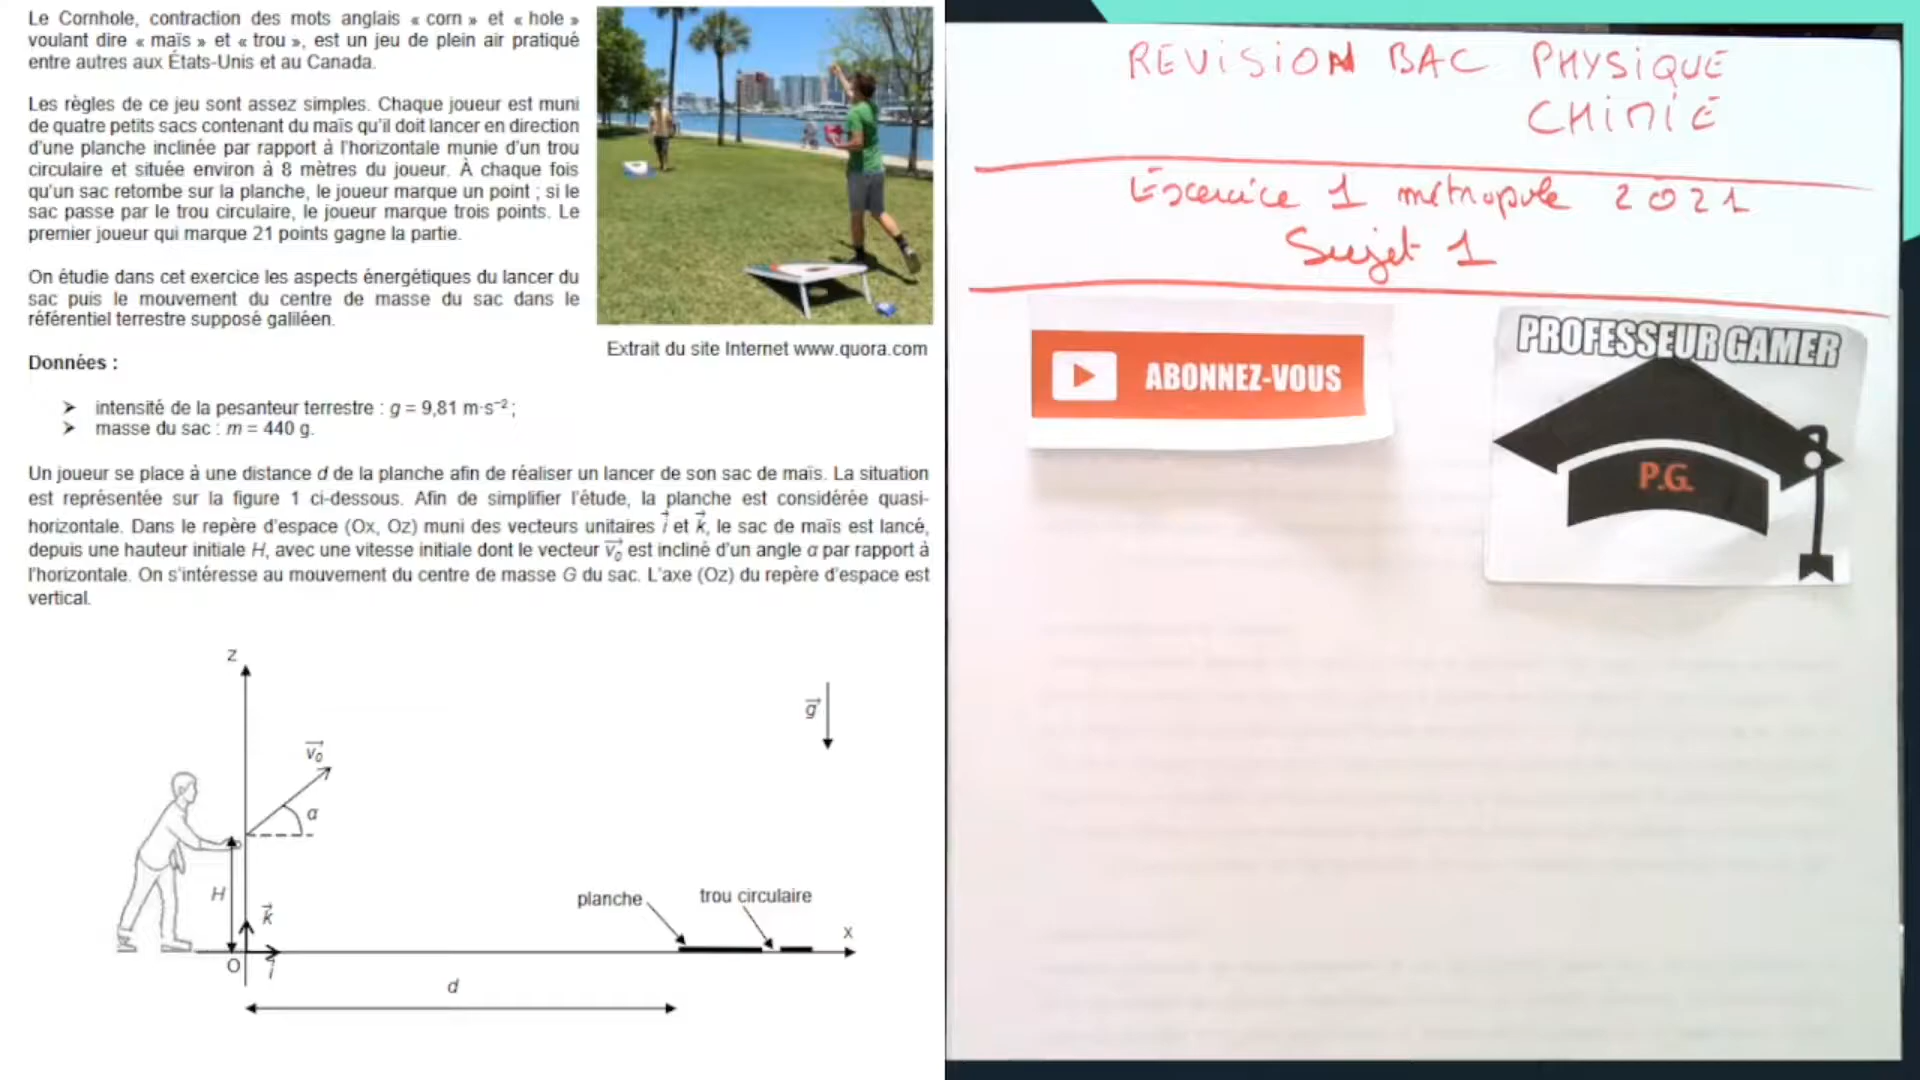 Le Cornhole, contraction des mots anglais « corn » et « hole »
voulant dire « maïs » et « trou », est un jeu de plein air pratiqué
entre autres aux États-Unis et au Canada.
Les règles de ce jeu sont assez simples. Chaque joueur est muni
de quatre petits sacs contenant du maïs qu'il doit lancer en direction
d'une planche inclinée par rapport à l'horizontale munie d'un trou
circulaire et située environ à 8 mètres du joueur. À chaque fois
qu'un sac retombe sur la planche, le joueur marque un point ; si le
sac passe par le trou circulaire, le joueur marque trois points. Le
premier joueur qui marque 21 points gagne la partie.
On étudie dans cet exercice les aspects énergétiques du lancer du
sac puis le mouvement du centre de masse du sac dans le
référentiel terrestre supposé galiléen.
Extrait du site Internet www.quora.com
Données :
➤ intensité de la pesanteur terrestre : g = 9,81 m·s⁻² ;
➤ masse du sac : m = 440 g.
Un joueur se place à une distance d de la planche afin de réaliser un lancer de son sac de maïs. La situation
est représentée sur la figure 1 ci-dessous. Afin de simplifier l'étude, la planche est considérée quasi-
horizontale. Dans le repère d'espace (Ox, Oz) muni des vecteurs unitaires i⃗ et k⃗, le sac de maïs est lancé,
depuis une hauteur initiale H, avec une vitesse initiale dont le vecteur v₀⃗ est incliné d'un angle α par rapport à
l'horizontale. On s'intéresse au mouvement du centre de masse G du sac. L'axe (Oz) du repère d'espace est
vertical.
z
g⃗
v₀⃗
α
H
k⃗
planche
trou circulaire
x
O
i⃗
d
REVISION BAC PHYSIQUE
CHIMIE
Exercice 1 métropole 2021
Sujet 1
ABONNEZ-VOUS
PROFESSEUR GAMER
P.G.